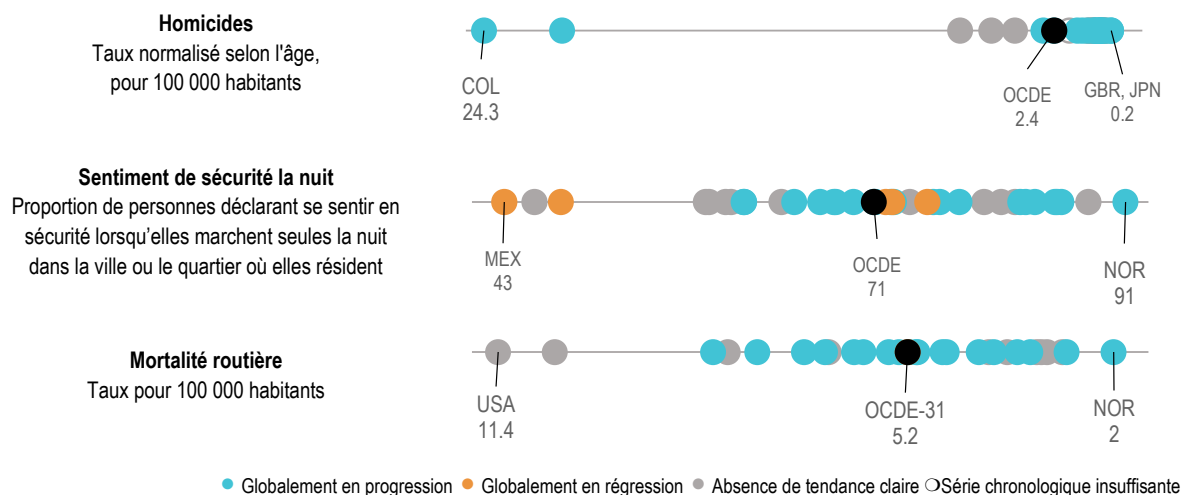 Homicides
Taux normalisé selon l'âge,
pour 100 000 habitants
COL
24.3
OCDE
2.4
GBR, JPN
0.2
Sentiment de sécurité la nuit
Proportion de personnes déclarant se sentir en
sécurité lorsqu’elles marchent seules la nuit
dans la ville ou le quartier où elles résident
MEX
43
OCDE
71
NOR
91
Mortalité routière
Taux pour 100 000 habitants
USA
11.4
OCDE-31
5.2
NOR
2
Globalement en progression Globalement en régression Absence de tendance claire Série chronologique insuffisante